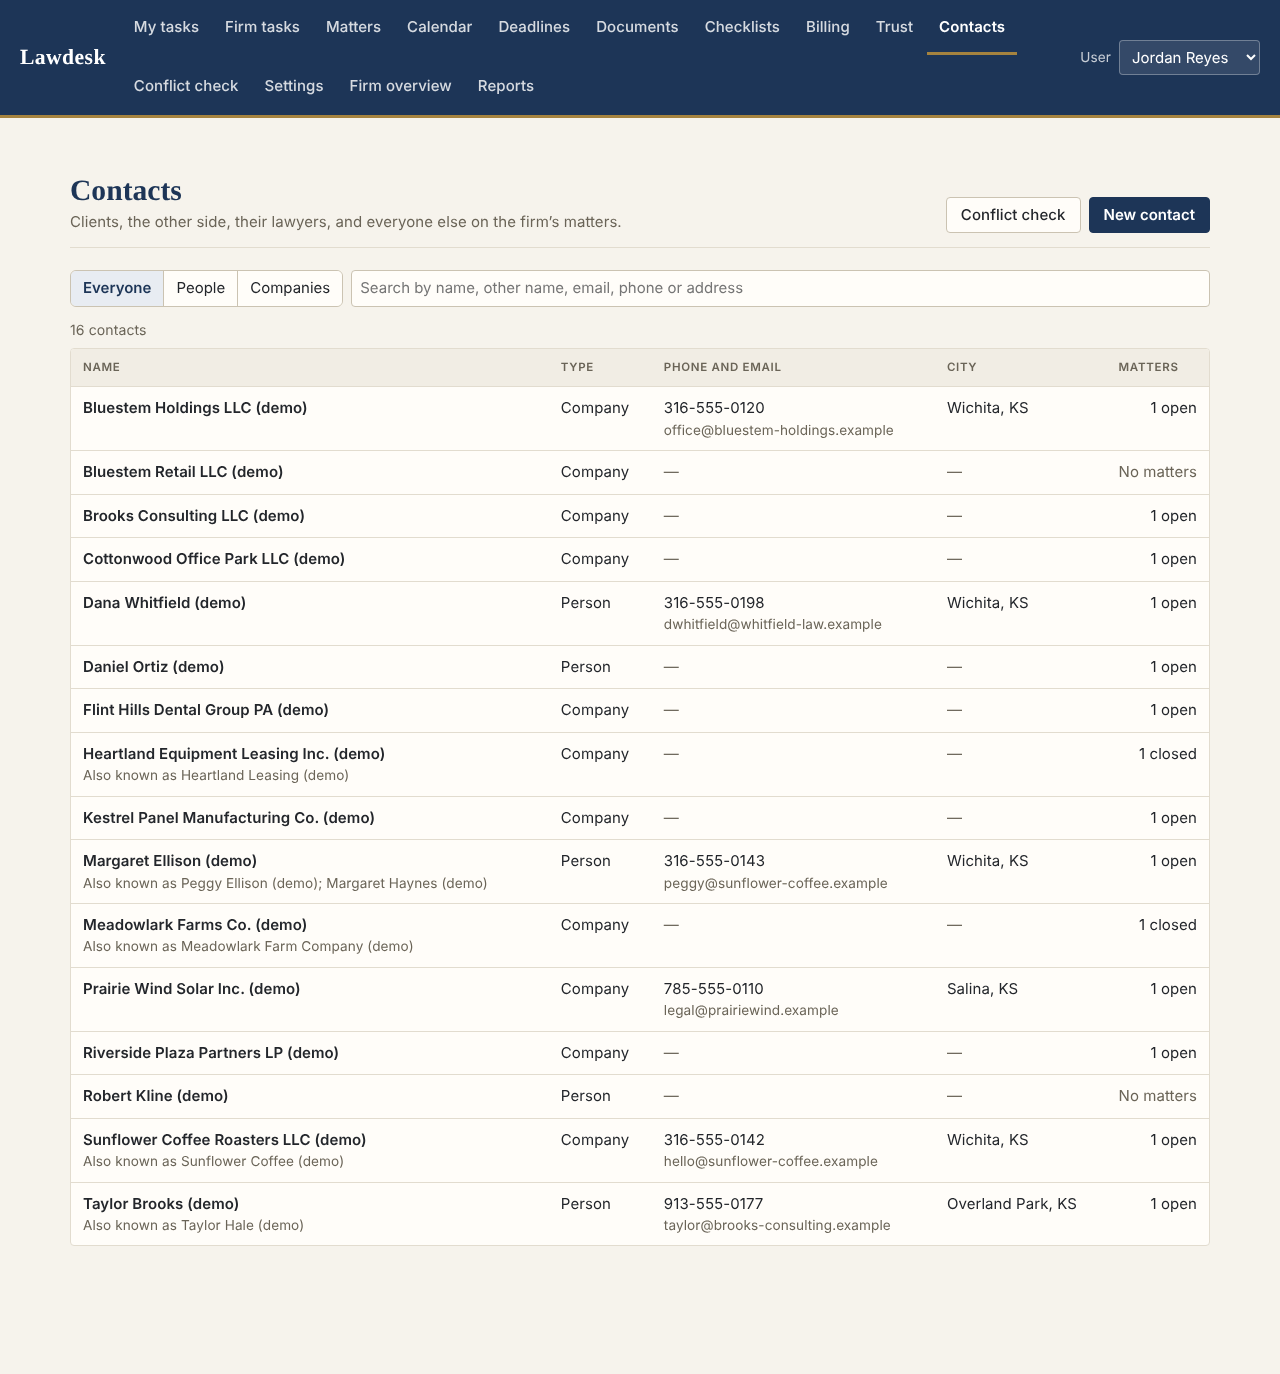 Lawdesk
My tasks Firm tasks Matters Calendar Deadlines Documents Checklists Billing Trust Contacts
Conflict check Settings Firm overview Reports
User Jordan Reyes
Contacts
Clients, the other side, their lawyers, and everyone else on the firm’s matters.
Conflict check New contact
Everyone People Companies Search by name, other name, email, phone or address
16 contacts
NAME TYPE PHONE AND EMAIL CITY MATTERS
Bluestem Holdings LLC (demo) Company 316-555-0120 Wichita, KS 1 open
office@bluestem-holdings.example
Bluestem Retail LLC (demo) Company — — No matters
Brooks Consulting LLC (demo) Company — — 1 open
Cottonwood Office Park LLC (demo) Company — — 1 open
Dana Whitfield (demo) Person 316-555-0198 Wichita, KS 1 open
dwhitfield@whitfield-law.example
Daniel Ortiz (demo) Person — — 1 open
Flint Hills Dental Group PA (demo) Company — — 1 open
Heartland Equipment Leasing Inc. (demo) Company — — 1 closed
Also known as Heartland Leasing (demo)
Kestrel Panel Manufacturing Co. (demo) Company — — 1 open
Margaret Ellison (demo) Person 316-555-0143 Wichita, KS 1 open
Also known as Peggy Ellison (demo); Margaret Haynes (demo) peggy@sunflower-coffee.example
Meadowlark Farms Co. (demo) Company — — 1 closed
Also known as Meadowlark Farm Company (demo)
Prairie Wind Solar Inc. (demo) Company 785-555-0110 Salina, KS 1 open
legal@prairiewind.example
Riverside Plaza Partners LP (demo) Company — — 1 open
Robert Kline (demo) Person — — No matters
Sunflower Coffee Roasters LLC (demo) Company 316-555-0142 Wichita, KS 1 open
Also known as Sunflower Coffee (demo) hello@sunflower-coffee.example
Taylor Brooks (demo) Person 913-555-0177 Overland Park, KS 1 open
Also known as Taylor Hale (demo) taylor@brooks-consulting.example